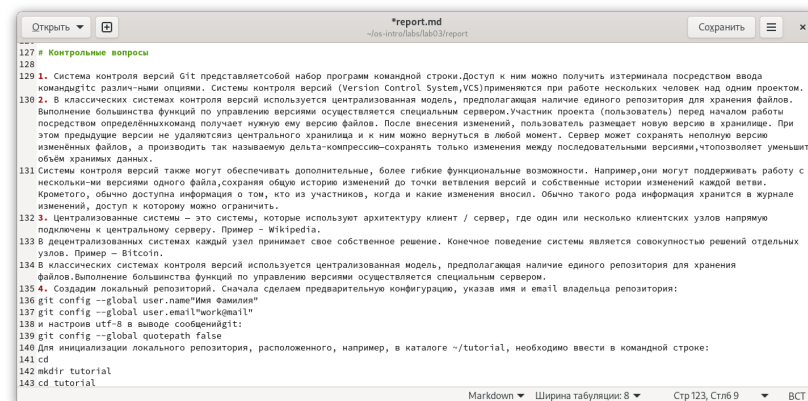 Открыть
*report.md
~/os-intro/labs/lab03/report
Сохранить
127 # Контрольные вопросы
128
129 1. Система контроля версий Git представляетсобой набор программ командной строки.Доступ к ним можно получить изтерминала посредством ввода
командыgitс различ-ными опциями. Системы контроля версий (Version Control System,VCS)применяются при работе нескольких человек над одним проектом.
130 2. В классических системах контроля версий используется централизованная модель, предполагающая наличие единого репозитория для хранения файлов.
Выполнение большинства функций по управлению версиями осуществляется специальным сервером.Участник проекта (пользователь) перед началом работы
посредством определённыхкоманд получает нужную ему версию файлов. После внесения изменений, пользователь размещает новую версию в хранилище. При
этом предыдущие версии не удаляютсяиз центрального хранилища и к ним можно вернуться в любой момент. Сервер может сохранять неполную версию
изменённых файлов, а производить так называемую дельта-компрессию—сохранять только изменения между последовательными версиями,чтопозволяет уменьшит
объём хранимых данных.
131 Системы контроля версий также могут обеспечивать дополнительные, более гибкие функциональные возможности. Например,они могут поддерживать работу с
нескольки-ми версиями одного файла,сохраняя общую историю изменений до точки ветвления версий и собственные истории изменений каждой ветви.
Крометого, обычно доступна информация о том, кто из участников, когда и какие изменения вносил. Обычно такого рода информация хранится в журнале
изменений, доступ к которому можно ограничить.
132 3. Централизованные системы — это системы, которые используют архитектуру клиент / сервер, где один или несколько клиентских узлов напрямую
подключены к центральному серверу. Пример - Wikipedia.
133 В децентрализованных системах каждый узел принимает свое собственное решение. Конечное поведение системы является совокупностью решений отдельных
узлов. Пример — Bitcoin.
134 В классических системах контроля версий используется централизованная модель, предполагающая наличие единого репозитория для хранения
файлов.Выполнение большинства функций по управлению версиями осуществляется специальным сервером.
135 4. Создадим локальный репозиторий. Сначала сделаем предварительную конфигурацию, указав имя и email владельца репозитория:
136 git config --global user.name"Имя Фамилия"
137 git config --global user.email"work@mail"
138 и настроив utf-8 в выводе сообщенийgit:
139 git config --global quotepath false
140 Для инициализации локального репозитория, расположенного, например, в каталоге ~/tutorial, необходимо ввести в командной строке:
141 cd
142 mkdir tutorial
143 cd tutorial
Markdown Ширина табуляции: 8 Стр 123, Стлб 9 ВСТ